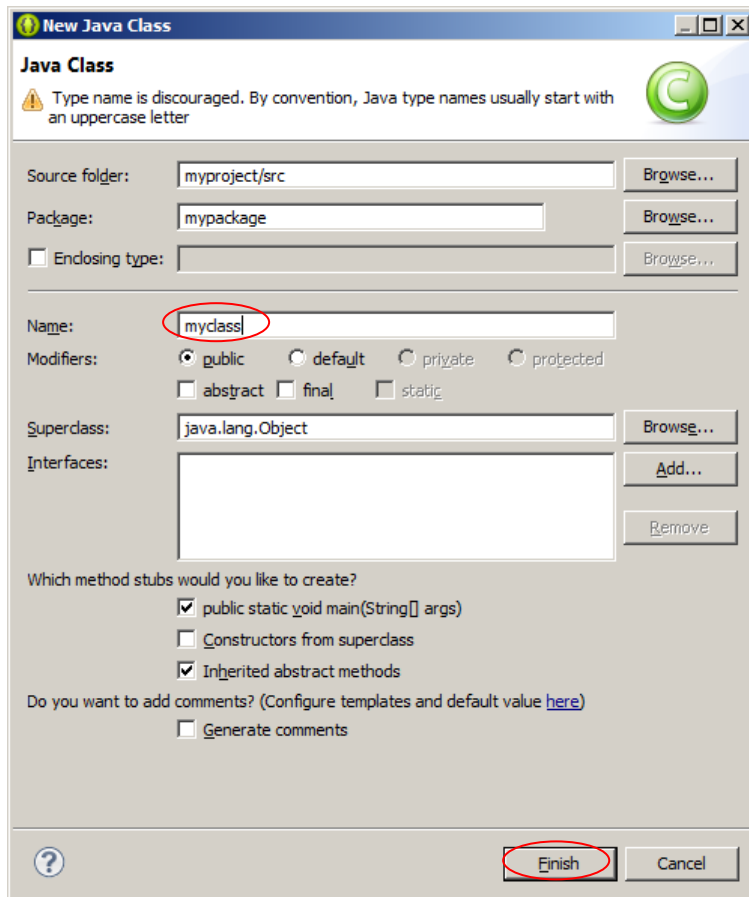 New Java Class
Java Class
Type name is discouraged. By convention, Java type names usually start with
an uppercase letter
Source folder: myproject/src Browse...
Package: mypackage Browse...
Enclosing type: Browse...
Name: myclass
Modifiers: public default private protected
abstract final static
Superclass: java.lang.Object Browse...
Interfaces: Add...
Remove
Which method stubs would you like to create?
public static void main(String[] args)
Constructors from superclass
Inherited abstract methods
Do you want to add comments? (Configure templates and default value here)
Generate comments
? Finish Cancel